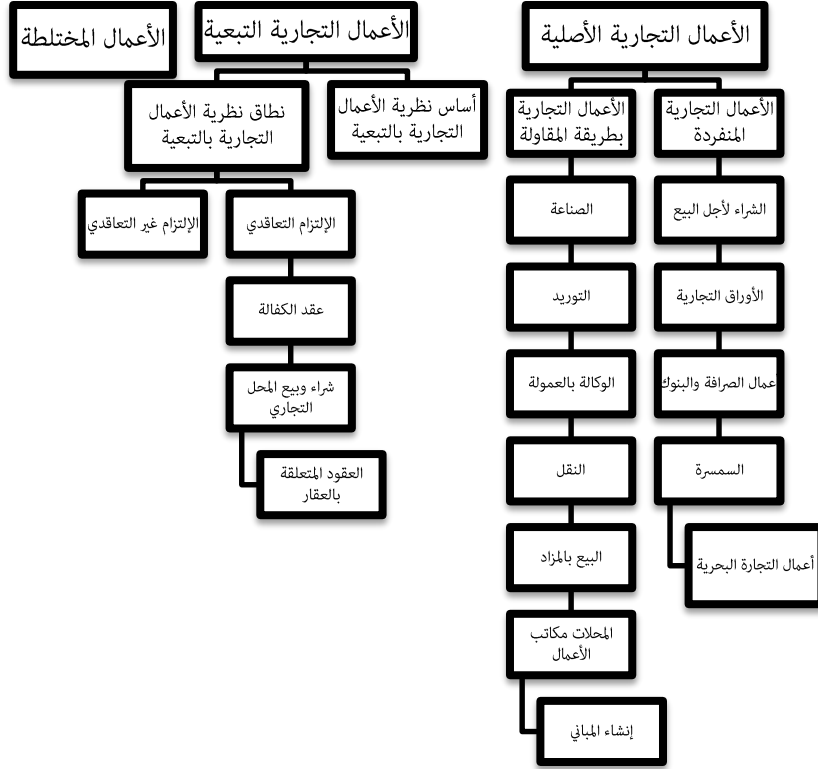 الأعمال التجارية الأصلية
الأعمال التجارية
المنفردة
الشراء لأجل البيع
الأوراق التجارية
أعمال الصرافة والبنوك
السمسرة
أعمال التجارة البحرية
الأعمال التجارية
بطريقة المقاولة
الصناعة
التوريد
الوكالة بالعمولة
النقل
البيع بالمزاد
المحلات مكاتب
الأعمال
إنشاء المباني
الأعمال التجارية التبعية
أساس نظرية الأعمال
التجارية بالتبعية
نطاق نظرية الأعمال
التجارية بالتبعية
الإلتزام التعاقدي
عقد الكفالة
شراء وبيع المحل
التجاري
العقود المتعلقة
بالعقار
الإلتزام غير التعاقدي
الأعمال المختلطة